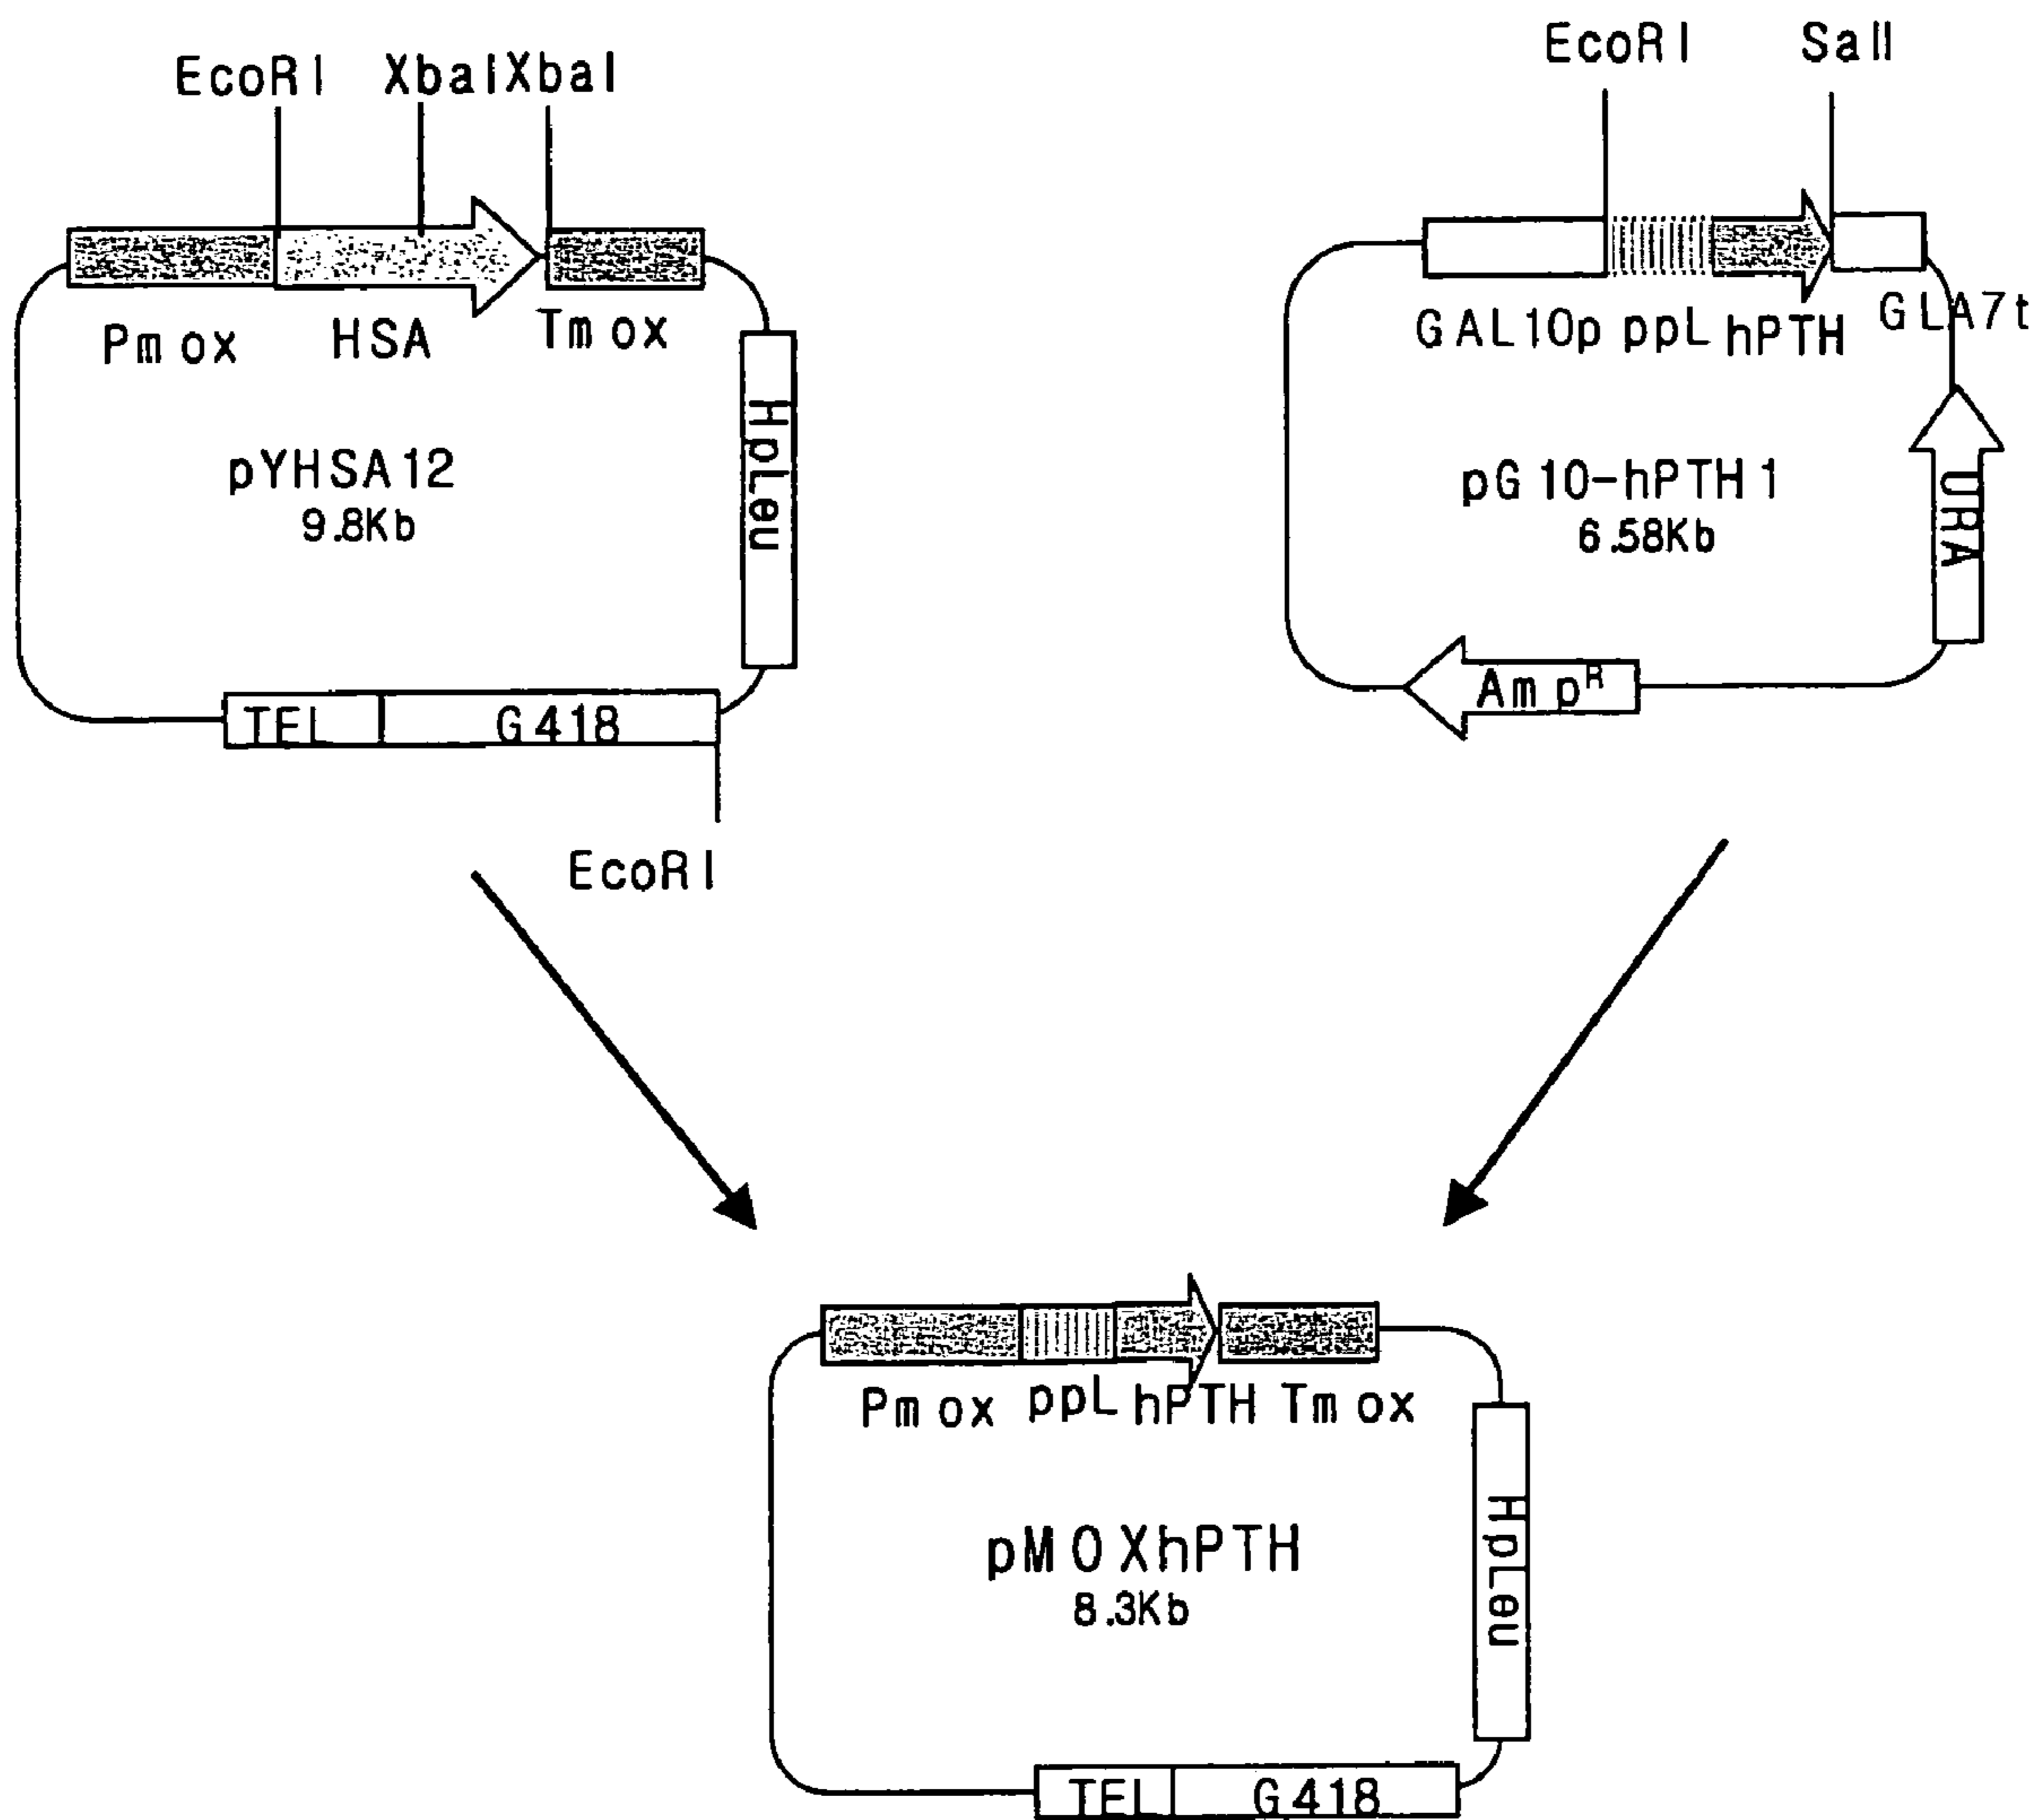 EcoRI XbaI XbaI
Pmox HSA Tmox
pYHSA12
9.8Kb
HpLeu
TEL G418
EcoRI
EcoRI SalI
GAL10p ppL hPTH GLA7t
pG10-hPTH1
6.58Kb
URA
Amp^R
Pmox ppL hPTH Tmox
pMOXhPTH
8.3Kb
HpLeu
TEL G418